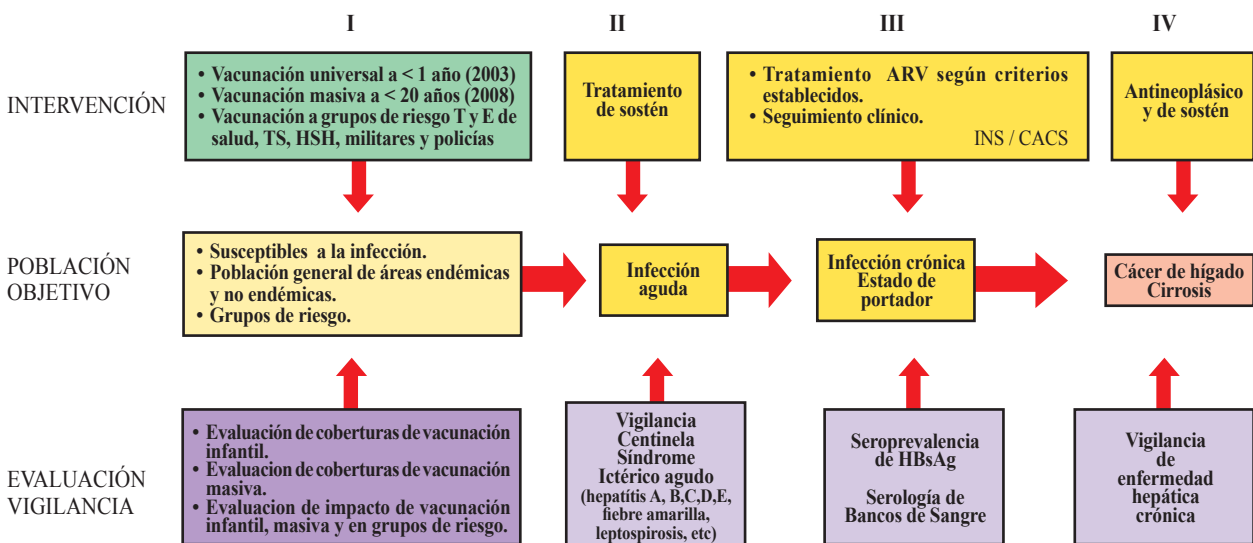 I
II
III
IV
INTERVENCIÓN
• Vacunación universal a < 1 año (2003)
• Vacunación masiva a < 20 años (2008)
• Vacunación a grupos de riesgo T y E de
salud, TS, HSH, militares y policías
Tratamiento
de sostén
• Tratamiento ARV según criterios
establecidos.
• Seguimiento clínico.
INS / CACS
Antineoplásico
y de sostén
POBLACIÓN
OBJETIVO
• Susceptibles a la infección.
• Población general de áreas endémicas
y no endémicas.
• Grupos de riesgo.
Infección
aguda
Infección crónica
Estado de
portador
Cácer de hígado
Cirrosis
EVALUACIÓN
VIGILANCIA
• Evaluación de coberturas de vacunación
infantil.
• Evaluacion de coberturas de vacunación
masiva.
• Evaluacion de impacto de vacunación
infantil, masiva y en grupos de riesgo.
Vigilancia
Centinela
Síndrome
Ictérico agudo
(hepatítis A, B,C,D,E,
fiebre amarilla,
leptospirosis, etc)
Seroprevalencia
de HBsAg
Serología de
Bancos de Sangre
Vigilancia
de
enfermedad
hepática
crónica